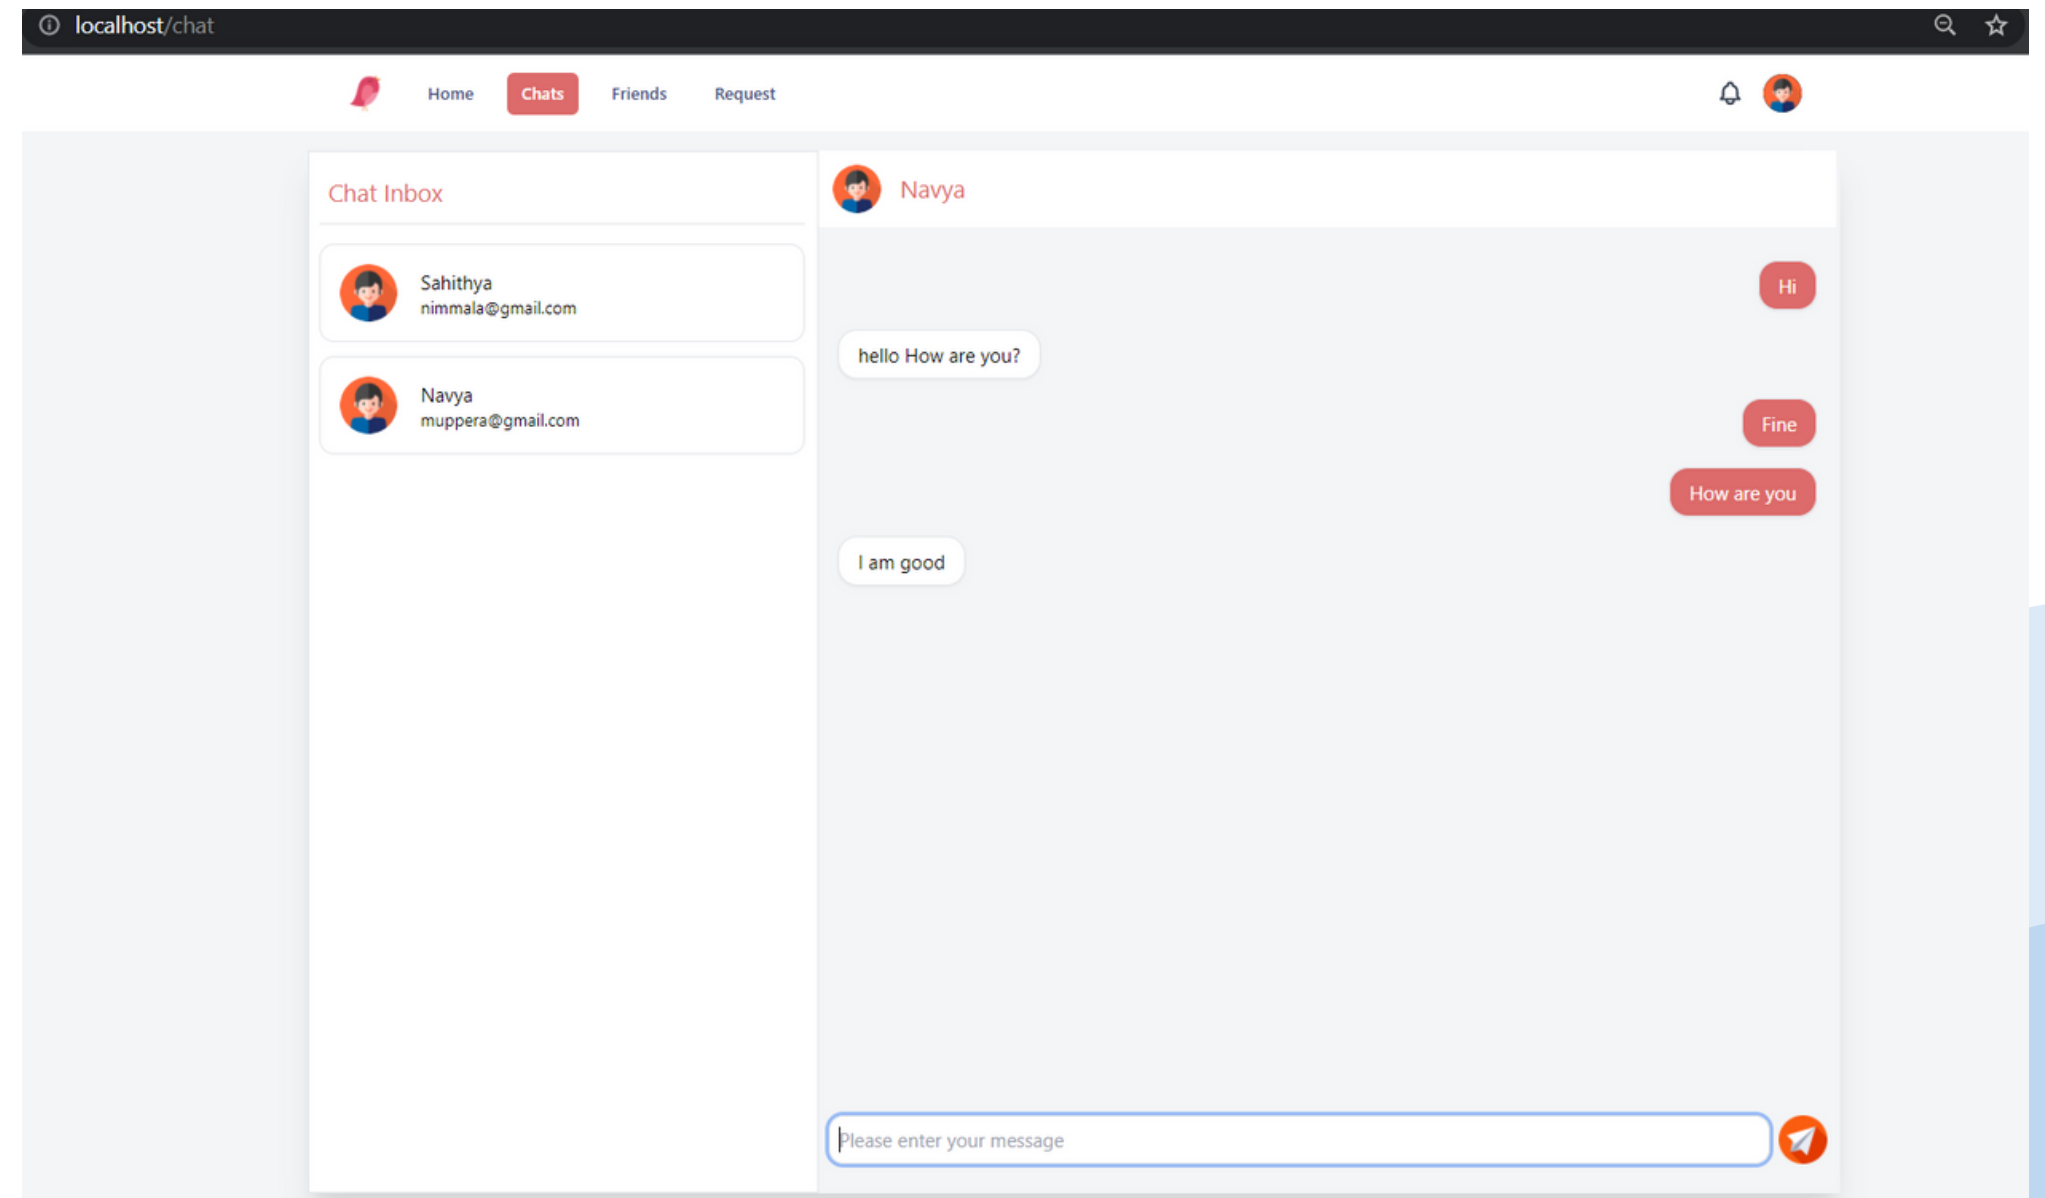 localhost/chat
Home Chats Friends Request
Chat Inbox
Sahithya
nimmala@gmail.com
Navya
muppera@gmail.com
Navya
Hi
hello How are you?
Fine
How are you
I am good
Please enter your message